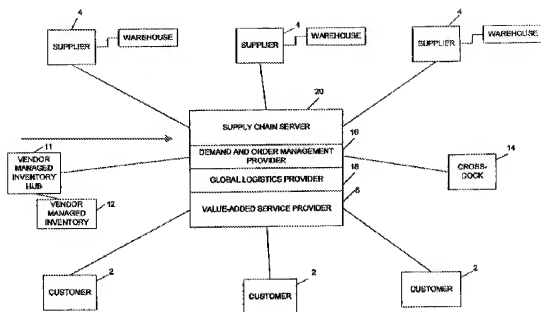 4
SUPPLIER
WAREHOUSE
4
SUPPLIER
WAREHOUSE
4
SUPPLIER
WAREHOUSE
20
SUPPLY CHAIN SERVER
16
DEMAND AND ORDER MANAGEMENT
PROVIDER
18
GLOBAL LOGISTICS PROVIDER
6
VALUE-ADDED SERVICE PROVIDER
11
VENDOR
MANAGED
INVENTORY
HUB
12
VENDOR
MANAGED
INVENTORY
14
CROSS-
DOCK
2
CUSTOMER
2
CUSTOMER
2
CUSTOMER